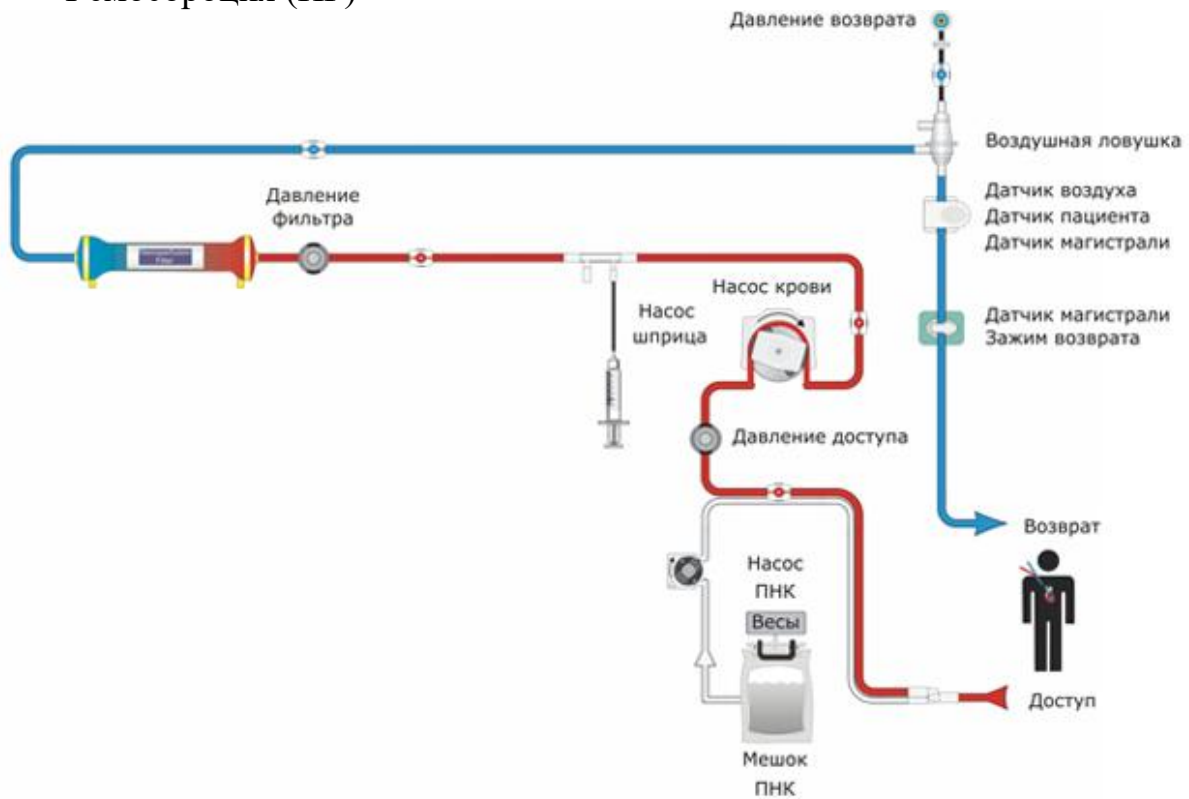 Давление возврата
Воздушная ловушка
Давление
фильтра
Датчик воздуха
Датчик пациента
Датчик магистрали
Насос крови
Насос
шприца
Датчик магистрали
Зажим возврата
Давление доступа
Возврат
Насос
ПНК
Весы
Доступ
Мешок
ПНК